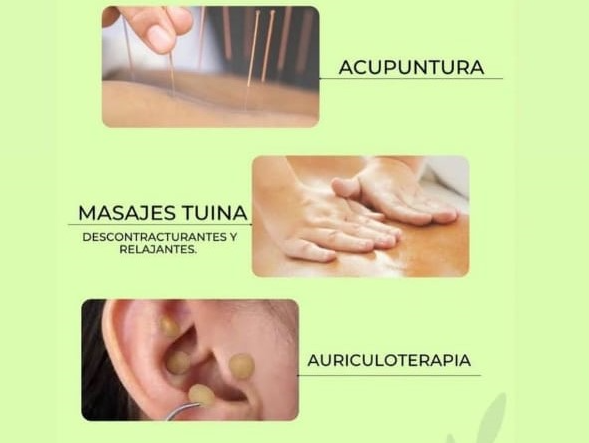 ACUPUNTURA
MASAJES TUINA
DESCONTRACTURANTES Y
RELAJANTES.
AURICULOTERAPIA